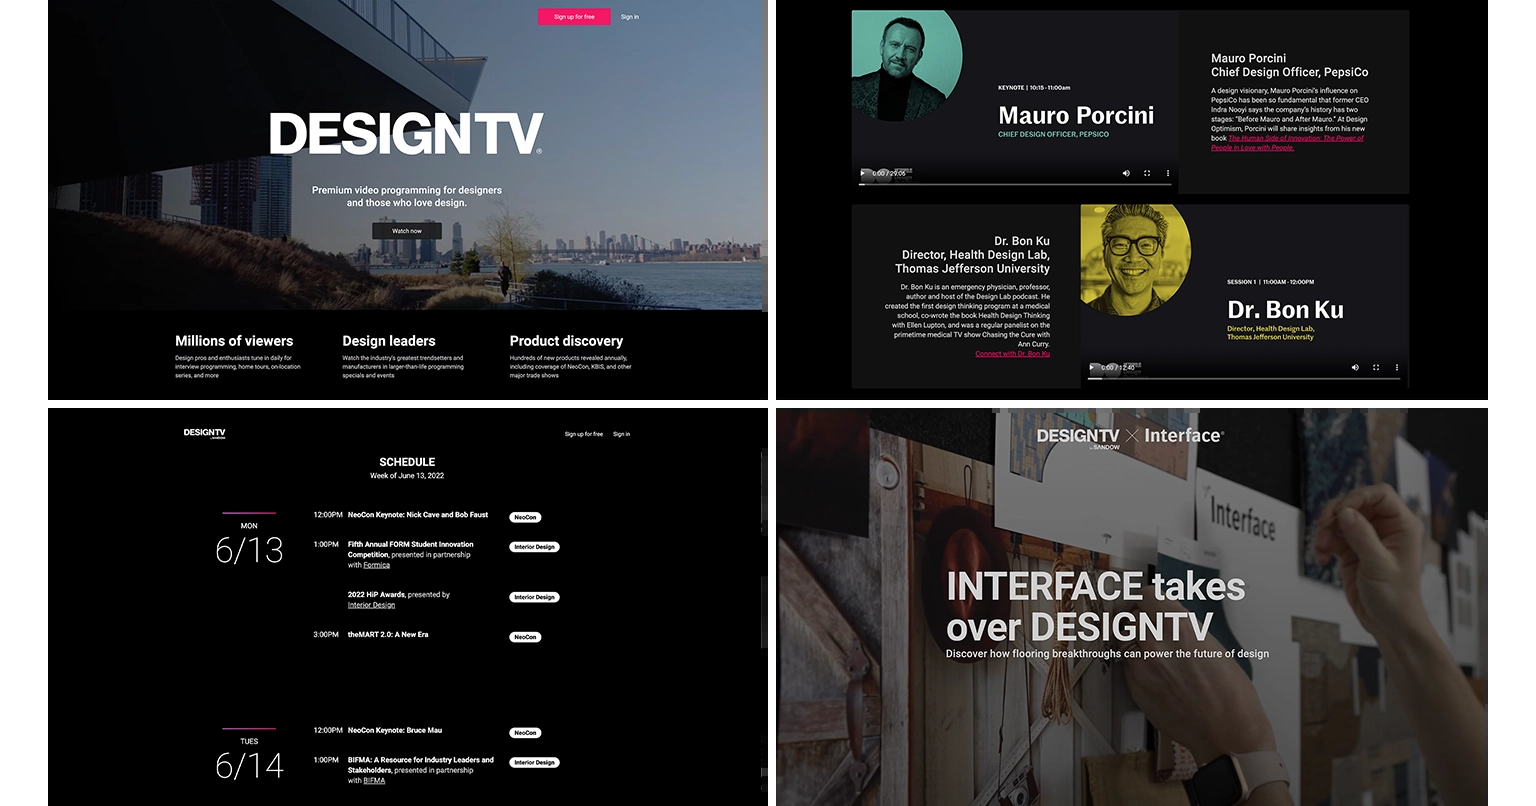 Sign up for free
Sign in
DESIGNTV®
Premium video programming for designers
and those who love design.
Watch now
Millions of viewers
Design pros and enthusiasts tune in daily for
interview programming, home tours, on-location
series, and more
Design leaders
Watch the industry's greatest trendsetters and
manufacturers in larger-than-life programming
specials and events
Product discovery
Hundreds of new products revealed annually,
including coverage of NeoCon, KBIS, and other
major trade shows
KEYNOTE | 10:15 - 11:00am
Mauro Porcini
CHIEF DESIGN OFFICER, PEPSICO
0:00 / 29:06
Mauro Porcini
Chief Design Officer, PepsiCo
A design visionary, Mauro Porcini's influence on
PepsiCo has been so fundamental that former CEO
Indra Nooyi says the company's history has two
stages: "Before Mauro and After Mauro." At Design
Optimism, Porcini will share insights from his new
book The Human Side of Innovation: The Power of
People in Love with People.
Dr. Bon Ku
Director, Health Design Lab,
Thomas Jefferson University
Dr. Bon Ku is an emergency physician, professor,
author and host of the Design Lab podcast. He
created the first design thinking program at a medical
school, co-wrote the book Health Design Thinking
with Ellen Lupton, and was a regular panelist on the
primetime medical TV show Chasing the Cure with
Ann Curry.
Connect with Dr. Bon Ku
SESSION 1 | 11:00AM - 12:00PM
Dr. Bon Ku
Director, Health Design Lab,
Thomas Jefferson University
0:00 / 12:40
DESIGNTV
by SANDOW
Sign up for free
Sign in
SCHEDULE
Week of June 13, 2022
MON
6/13
12:00PM NeoCon Keynote: Nick Cave and Bob Faust NeoCon
1:00PM Fifth Annual FORM Student Innovation Interior Design
Competition, presented in partnership
with Formica
2022 HiP Awards, presented by Interior Design
Interior Design
3:00PM theMART 2.0: A New Era NeoCon
TUES
6/14
12:00PM NeoCon Keynote: Bruce Mau NeoCon
1:00PM BIFMA: A Resource for Industry Leaders and Interior Design
Stakeholders, presented in partnership
with BIFMA
DESIGNTV × Interface®
by SANDOW
Interface
INTERFACE takes
over DESIGNTV
Discover how flooring breakthroughs can power the future of design